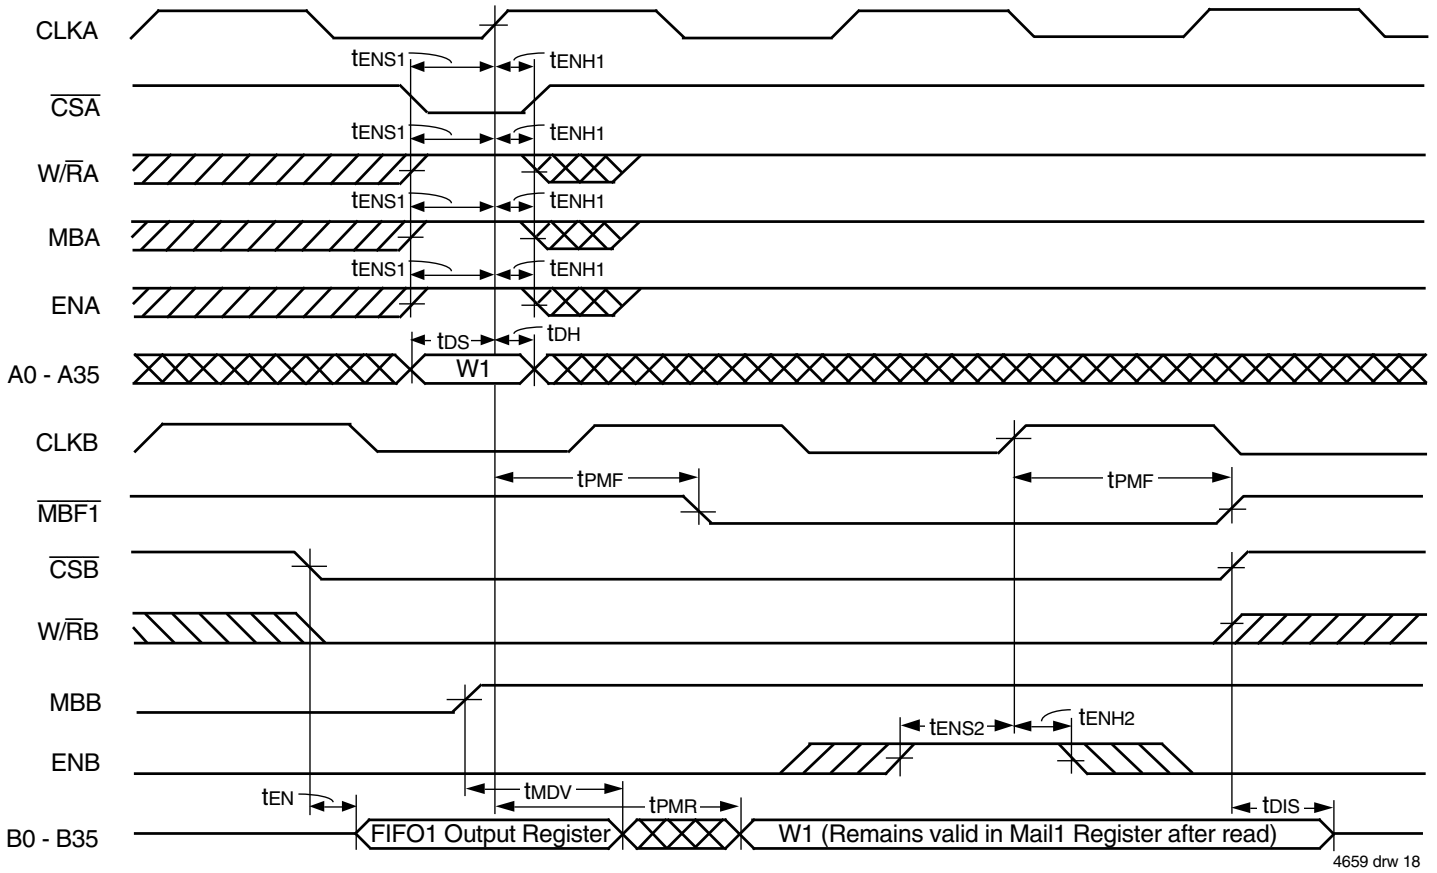 CLKA
tENS1 tENH1
CSA
tENS1 tENH1
W/RA
tENS1 tENH1
MBA
tENS1 tENH1
ENA
tDS tDH
A0 - A35 W1
CLKB
tPMF tPMF
MBF1
CSB
W/RB
MBB
tENS2 tENH2
ENB
tEN tMDV tPMR tDIS
B0 - B35 FIFO1 Output Register W1 (Remains valid in Mail1 Register after read)
4659 drw 18